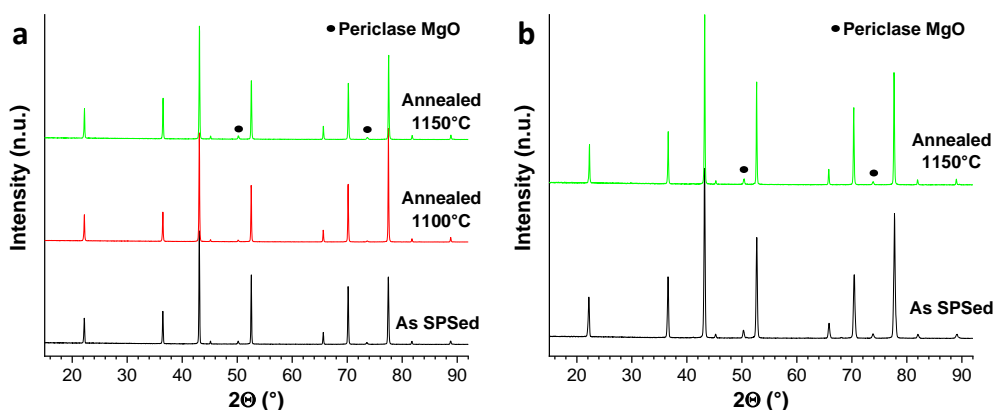 a
● Periclase MgO
Annealed
1150°C
Annealed
1100°C
As SPSed
Intensity (n.u.)
20 30 40 50 60 70 80 90
2Θ (°)
b
● Periclase MgO
Annealed
1150°C
As SPSed
Intensity (n.u.)
20 30 40 50 60 70 80 90
2Θ (°)